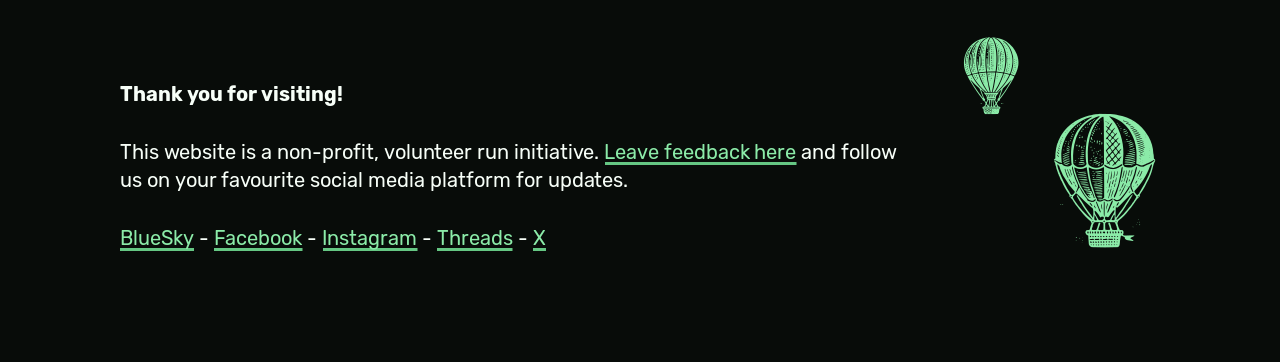 Thank you for visiting!
This website is a non-profit, volunteer run initiative. Leave feedback here and follow
us on your favourite social media platform for updates.
BlueSky - Facebook - Instagram - Threads - X